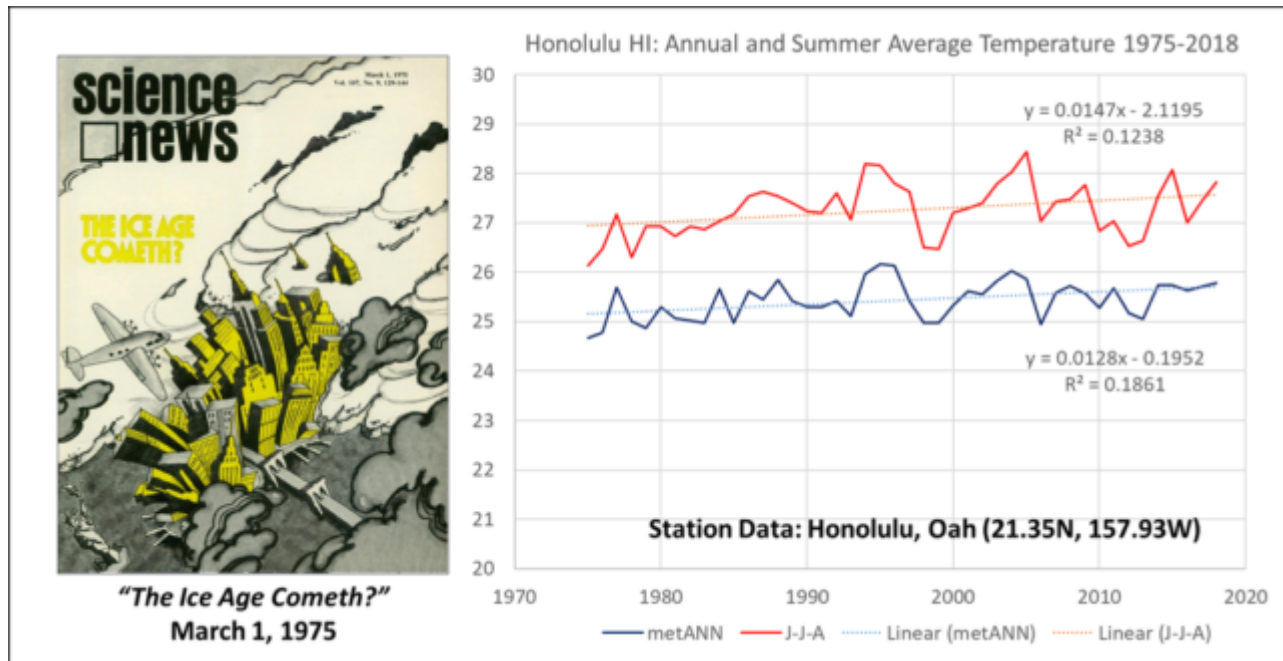 March 1, 1975
Vol. 107, No. 9, 129-144
science
news
THE ICE AGE
COMETH?
"The Ice Age Cometh?"
March 1, 1975
Honolulu HI: Annual and Summer Average Temperature 1975-2018
30
29
28
27
26
25
24
23
22
21
20
y = 0.0147x - 2.1195
R² = 0.1238
y = 0.0128x - 0.1952
R² = 0.1861
Station Data: Honolulu, Oah (21.35N, 157.93W)
1970
1980
1990
2000
2010
2020
metANN
J-J-A
Linear (metANN)
Linear (J-J-A)